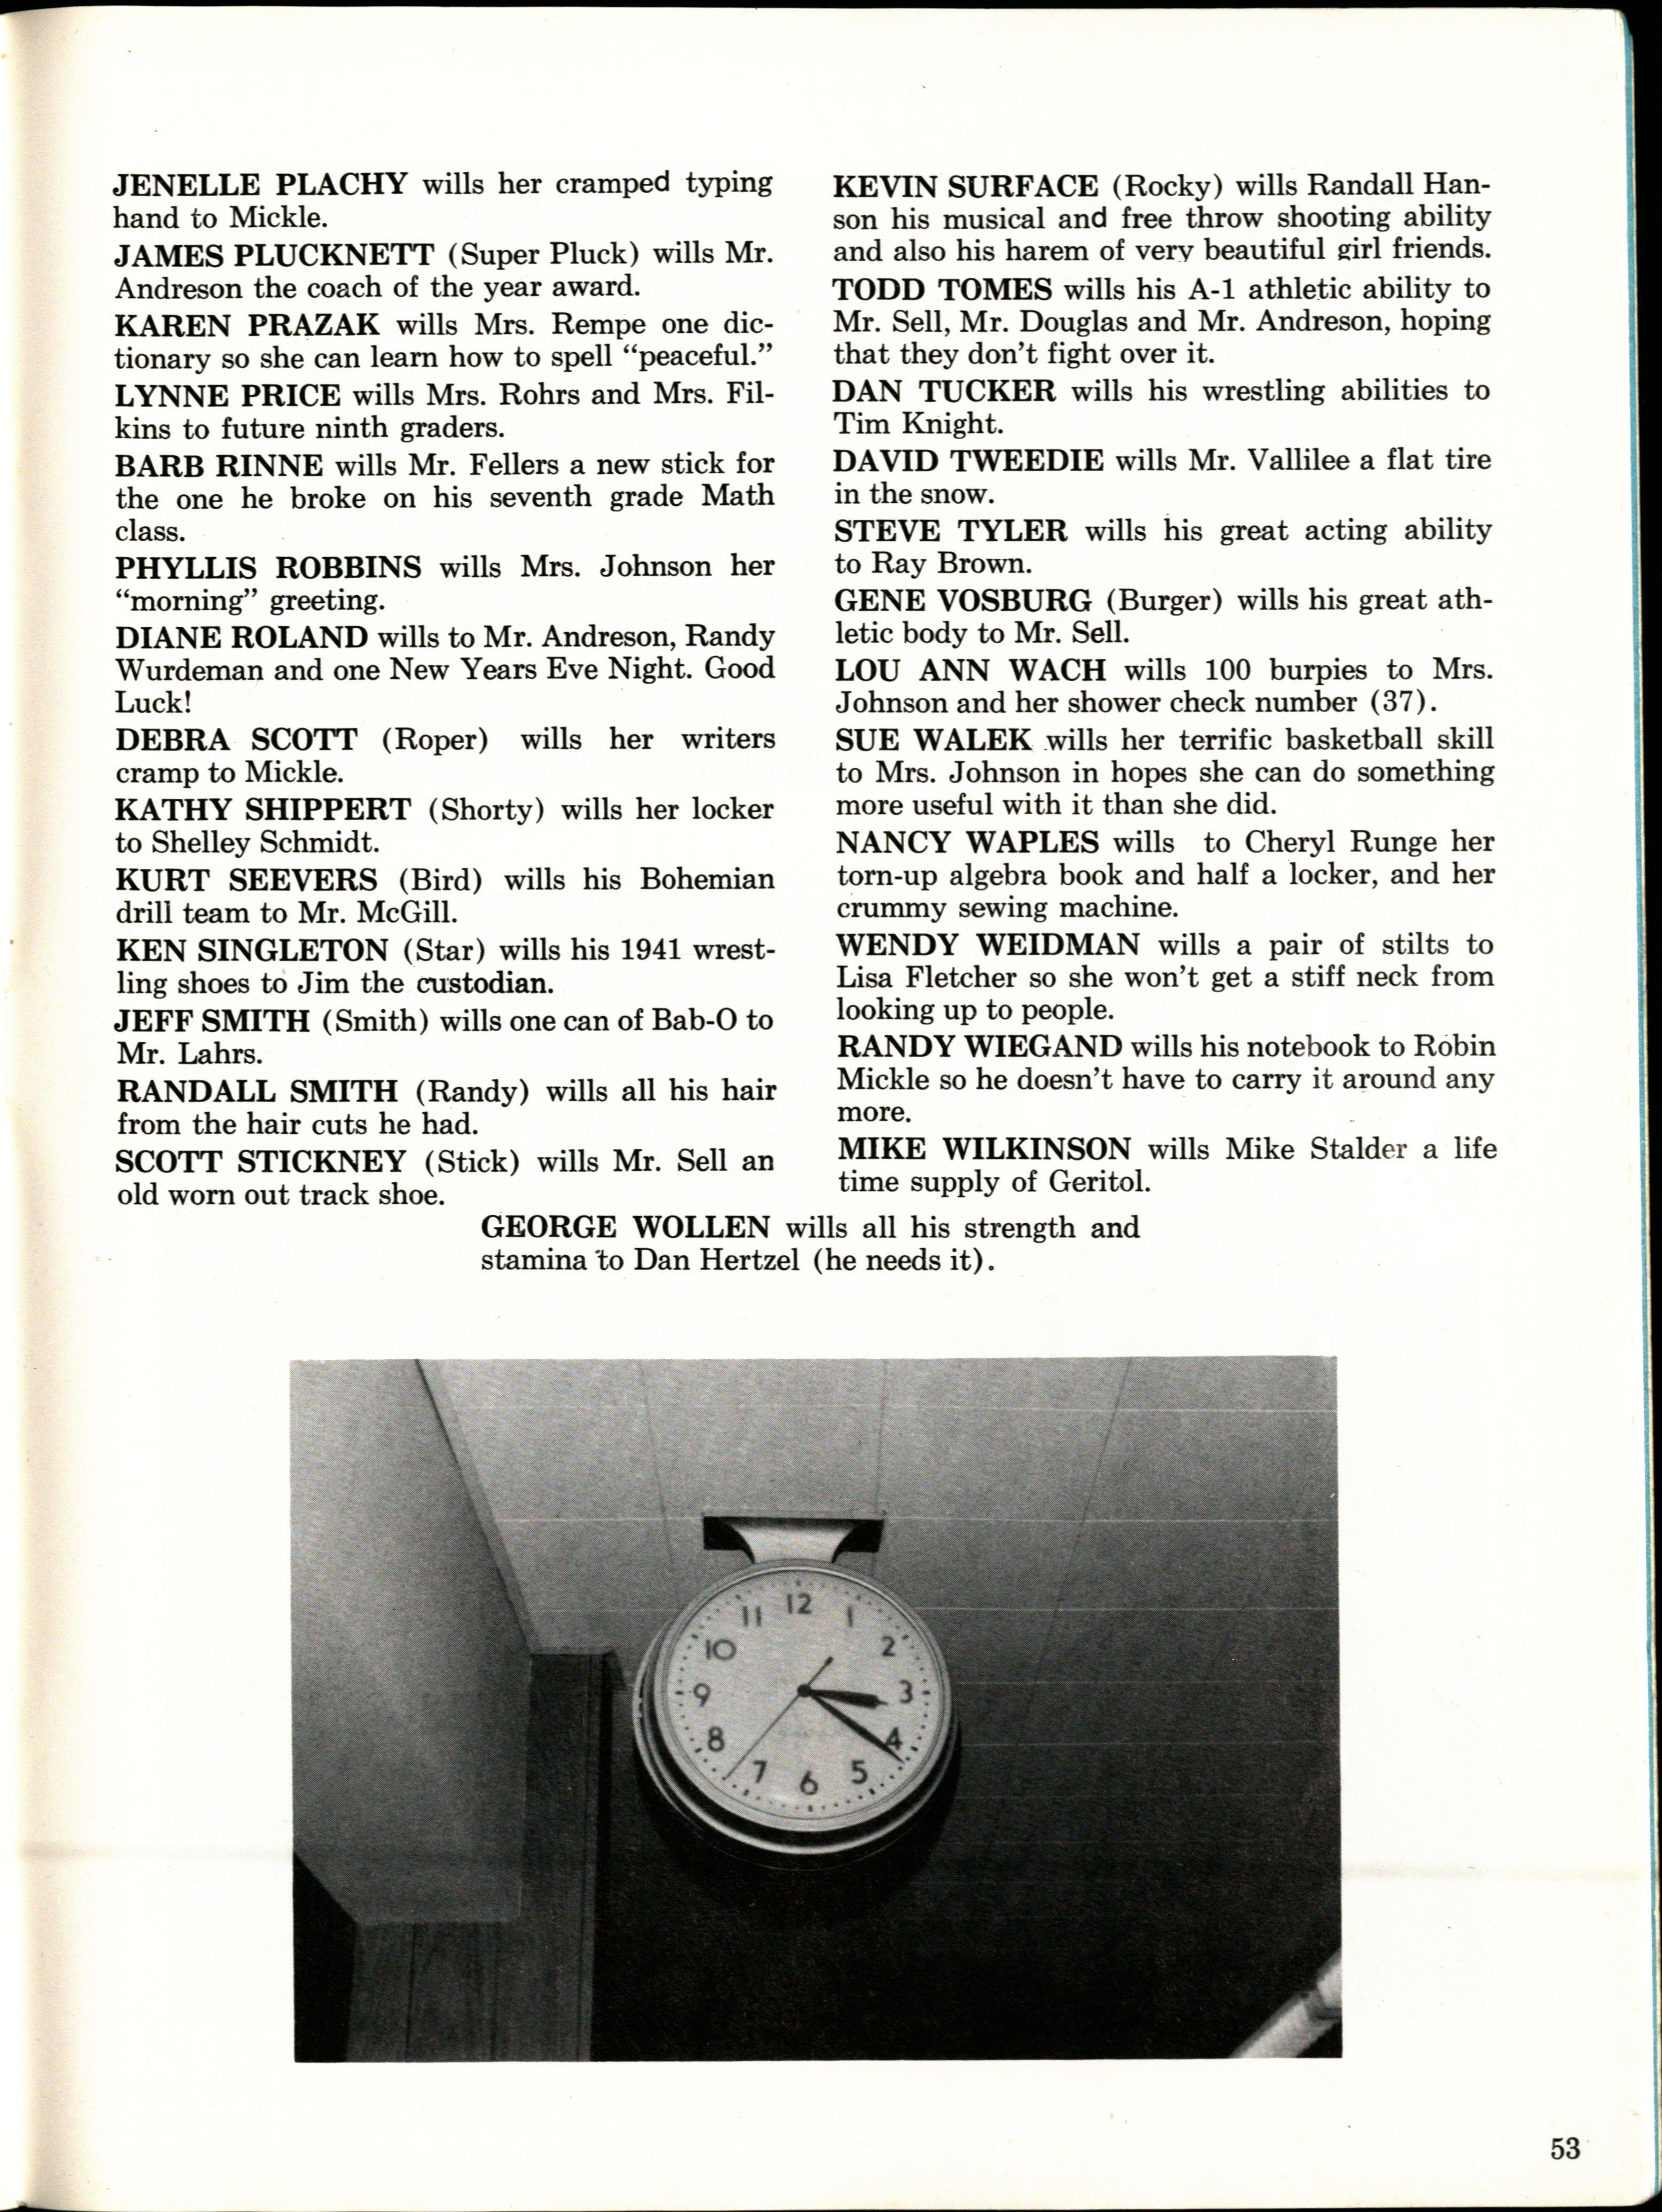 JENELLE PLACHY wills her cramped typing
hand to Mickle.
JAMES PLUCKNETT (Super Pluck) wills Mr.
Andreson the coach of the year award.
KAREN PRAZAK wills Mrs. Rempe one dic-
tionary so she can learn how to spell “peaceful.”
LYNNE PRICE wills Mrs. Rohrs and Mrs. Fil-
kins to future ninth graders.
BARB RINNE wills Mr. Fellers a new stick for
the one he broke on his seventh grade Math
class.
PHYLLIS ROBBINS wills Mrs. Johnson her
“morning” greeting.
DIANE ROLAND wills to Mr. Andreson, Randy
Wurdeman and one New Years Eve Night. Good
Luck!
DEBRA SCOTT (Roper) wills her writers
cramp to Mickle.
KATHY SHIPPERT (Shorty) wills her locker
to Shelley Schmidt.
KURT SEEVERS (Bird) wills his Bohemian
drill team to Mr. McGill.
KEN SINGLETON (Star) wills his 1941 wrest-
ling shoes to Jim the custodian.
JEFF SMITH (Smith) wills one can of Bab-O to
Mr. Lahrs.
RANDALL SMITH (Randy) wills all his hair
from the hair cuts he had.
SCOTT STICKNEY (Stick) wills Mr. Sell an
old worn out track shoe.
KEVIN SURFACE (Rocky) wills Randall Han-
son his musical and free throw shooting ability
and also his harem of very beautiful girl friends.
TODD TOMES wills his A-1 athletic ability to
Mr. Sell, Mr. Douglas and Mr. Andreson, hoping
that they don’t fight over it.
DAN TUCKER wills his wrestling abilities to
Tim Knight.
DAVID TWEEDIE wills Mr. Vallilee a flat tire
in the snow.
STEVE TYLER wills his great acting ability
to Ray Brown.
GENE VOSBURG (Burger) wills his great ath-
letic body to Mr. Sell.
LOU ANN WACH wills 100 burpies to Mrs.
Johnson and her shower check number (37).
SUE WALEK wills her terrific basketball skill
to Mrs. Johnson in hopes she can do something
more useful with it than she did.
NANCY WAPLES wills to Cheryl Runge her
torn-up algebra book and half a locker, and her
crummy sewing machine.
WENDY WEIDMAN wills a pair of stilts to
Lisa Fletcher so she won’t get a stiff neck from
looking up to people.
RANDY WIEGAND wills his notebook to Robin
Mickle so he doesn’t have to carry it around any
more.
MIKE WILKINSON wills Mike Stalder a life
time supply of Geritol.
GEORGE WOLLEN wills all his strength and
stamina to Dan Hertzel (he needs it).
12
11 1
10 2
9 3
8 4
7 5
6
53